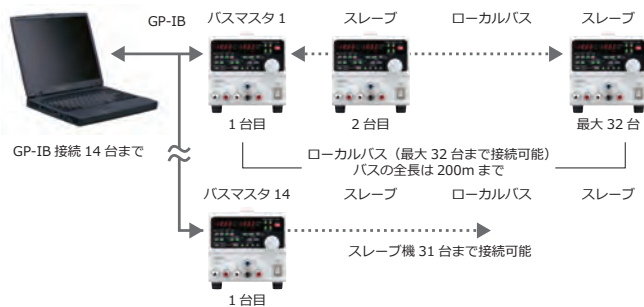 GP-IB
バスマスタ 1
スレーブ
ローカルバス
スレーブ
1 台目
2 台目
最大 32 台
GP-IB 接続 14 台まで
ローカルバス（最大 32 台まで接続可能）
バスの全長は 200m まで
バスマスタ 14
スレーブ
ローカルバス
スレーブ
スレーブ機 31 台まで接続可能
1 台目